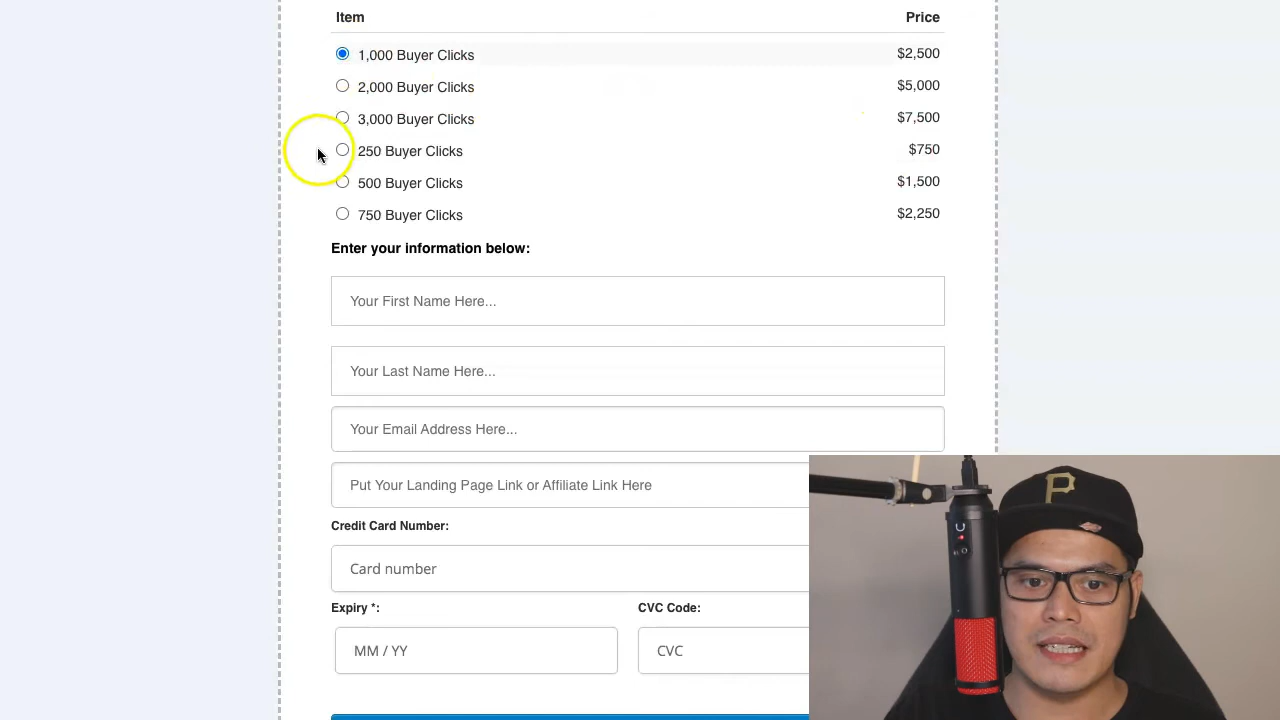 Item Price
1,000 Buyer Clicks $2,500
2,000 Buyer Clicks $5,000
3,000 Buyer Clicks $7,500
250 Buyer Clicks $750
500 Buyer Clicks $1,500
750 Buyer Clicks $2,250
Enter your information below:
Your First Name Here...
Your Last Name Here...
Your Email Address Here...
Put Your Landing Page Link or Affiliate Link Here
Credit Card Number:
Card number
Expiry *: CVC Code:
MM / YY CVC
P